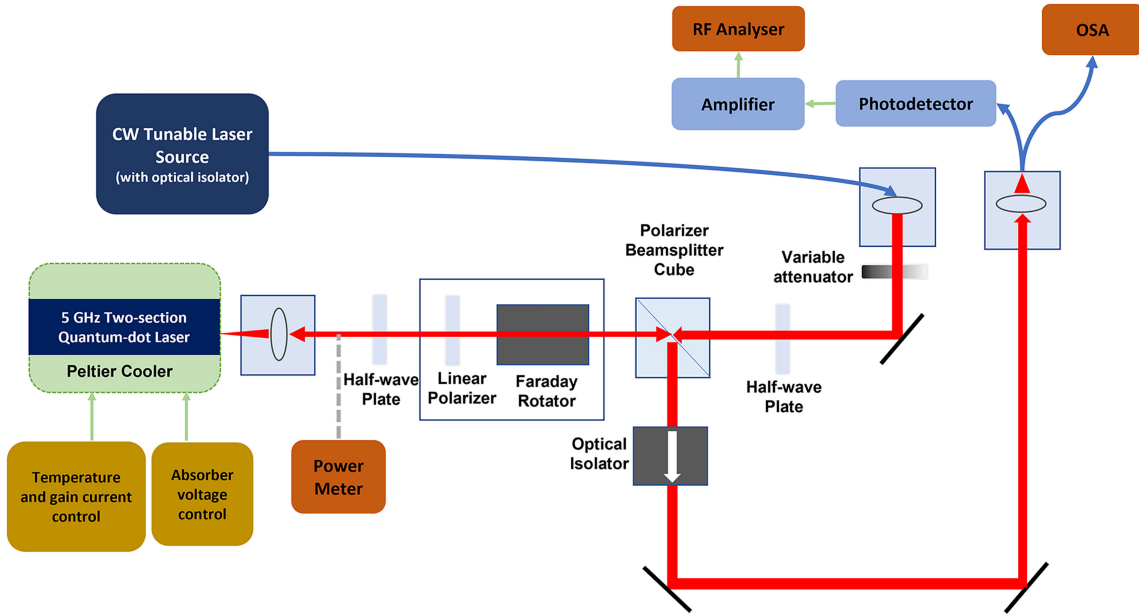 RF Analyser
OSA
Amplifier
Photodetector
CW Tunable Laser
Source
(with optical isolator)
Polarizer
Beamsplitter
Cube
Variable
attenuator
5 GHz Two-section
Quantum-dot Laser
Peltier Cooler
Half-wave
Plate
Linear
Polarizer
Faraday
Rotator
Half-wave
Plate
Optical
Isolator
Temperature
and gain current
control
Absorber
voltage
control
Power
Meter